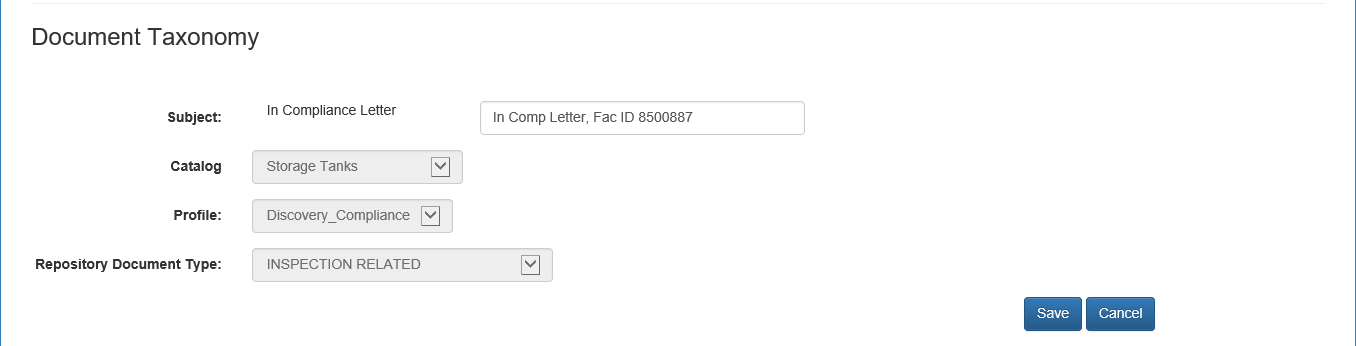 Document Taxonomy
Subject: In Compliance Letter In Comp Letter, Fac ID 8500887
Catalog Storage Tanks
Profile: Discovery_Compliance
Repository Document Type: INSPECTION RELATED
Save Cancel